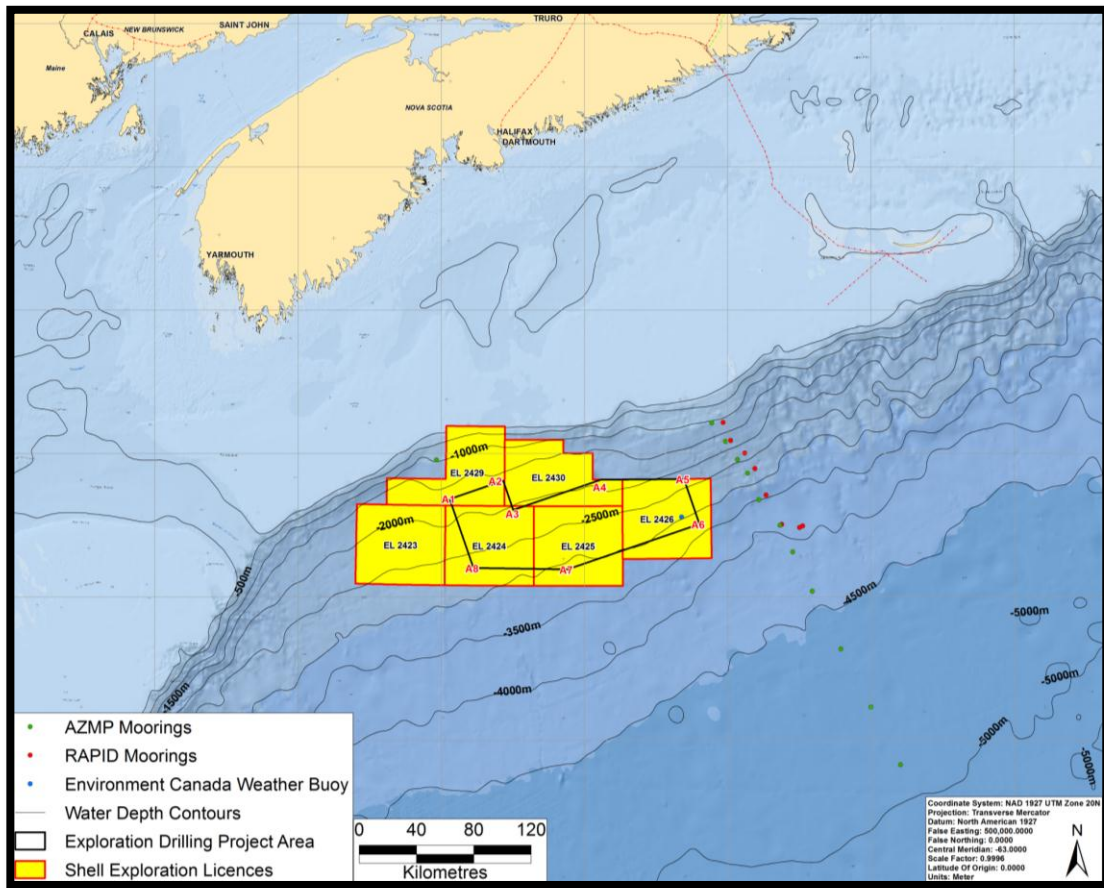 TRURO
CALAIS
NEW BRUNSWICK
SAINT JOHN
Maine
NOVA SCOTIA
HALIFAX
DARTMOUTH
YARMOUTH
-1000m
EL 2429
A2
EL 2430
A4
A5
A1
A3
-2000m
-2500m
EL 2426
A6
EL 2423
EL 2424
EL 2425
A8
A7
-500m
-4500m
-5000m
-3500m
-1500m
-4000m
-5000m
-5000m
-5000m
AZMP Moorings
RAPID Moorings
Environment Canada Weather Buoy
Water Depth Contours
Exploration Drilling Project Area
Shell Exploration Licences
0 40 80 120
Kilometres
Coordinate System: NAD 1927 UTM Zone 20N
Projection: Transverse Mercator
Datum: North American 1927
False Easting: 500,000.0000
False Northing: 0.0000
Central Meridian: -63.0000
Scale Factor: 0.9996
Latitude Of Origin: 0.0000
Units: Meter
N